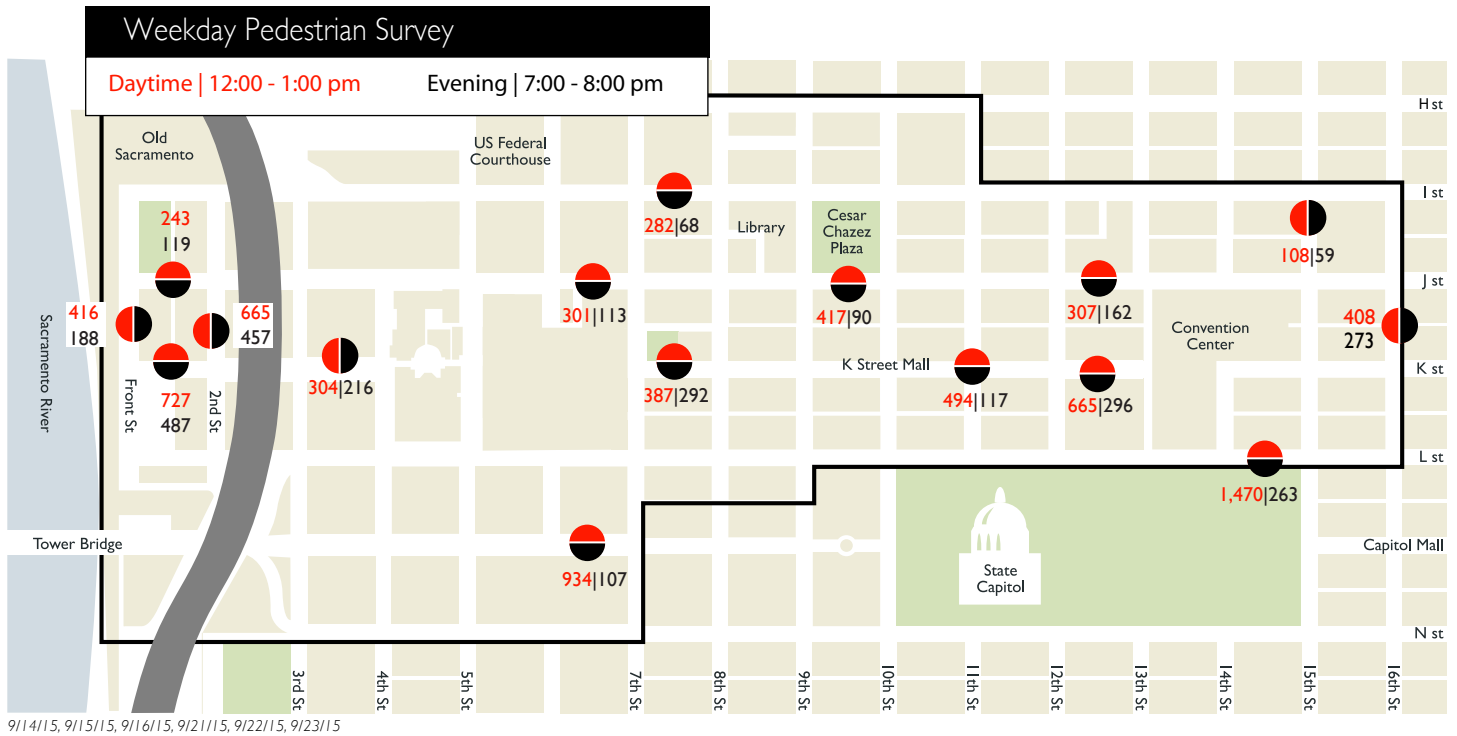 Weekday Pedestrian Survey
Daytime | 12:00 - 1:00 pm
Evening | 7:00 - 8:00 pm
H st
Old
Sacramento
US Federal
Courthouse
I st
243
119
282|68
Library
Cesar
Chazez
Plaza
108|59
J st
416
188
665
457
301|113
417|90
307|162
408
273
Sacramento River
Convention
Center
K Street Mall
K st
Front St
2nd St
727
487
304|216
387|292
494|117
665|296
L st
1,470|263
Tower Bridge
Capitol Mall
934|107
State
Capitol
N st
3rd St
4th St
5th St
7th St
8th St
9th St
10th St
11th St
12th St
13th St
14th St
15th St
16th St
9/14/15, 9/15/15, 9/16/15, 9/21/15, 9/22/15, 9/23/15